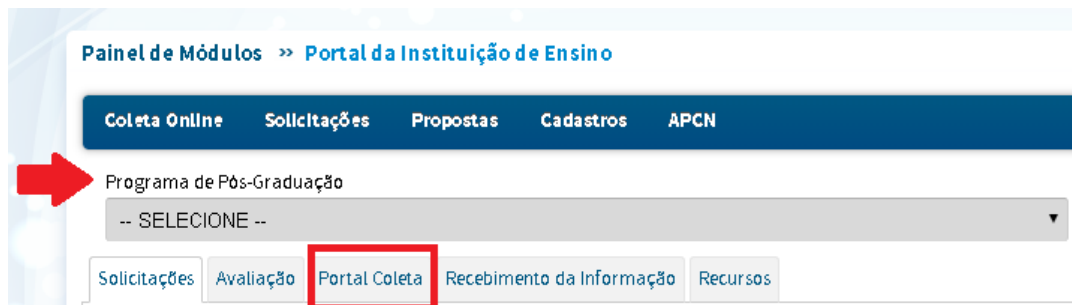 Painel de Módulos » Portal da Instituição de Ensino
Coleta Online Solicitações Propostas Cadastros APCN
Programa de Pós-Graduação
-- SELECIONE --
Solicitações Avaliação Portal Coleta Recebimento da Informação Recursos